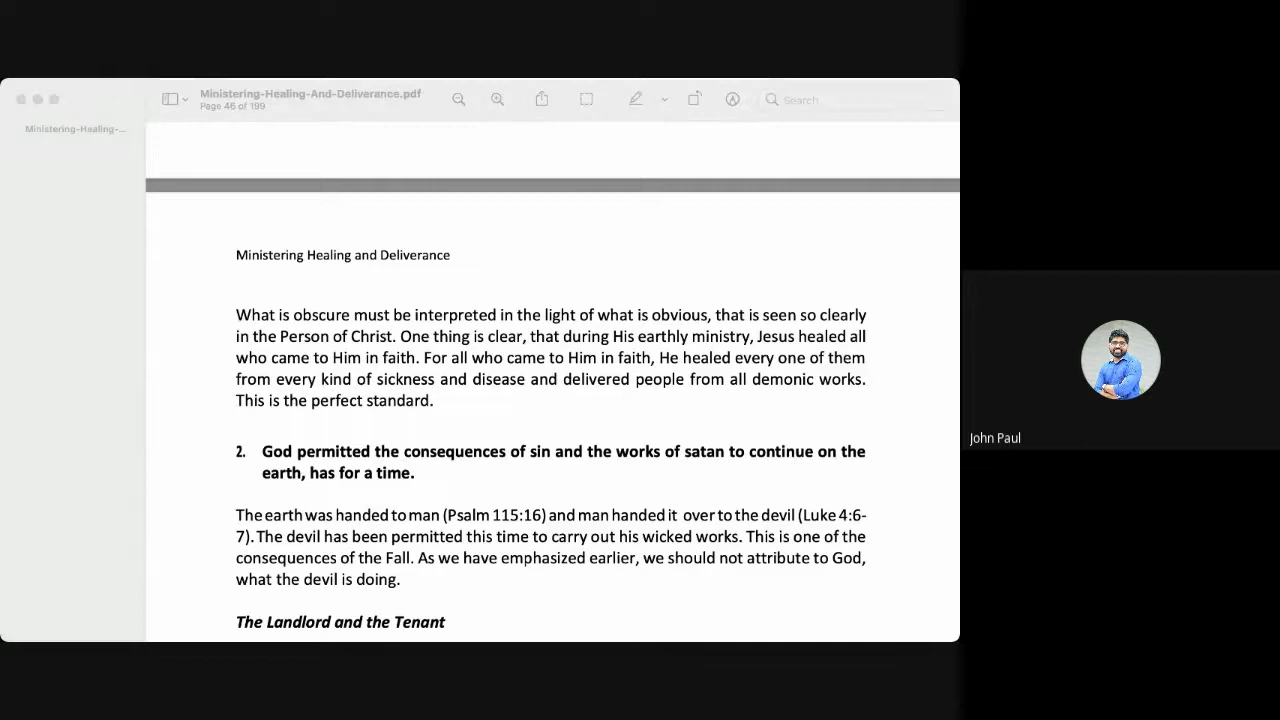 Ministering-Healing-And-Deliverance.pdf
Page 46 of 199
Search
Ministering-Healing-...
Ministering Healing and Deliverance
What is obscure must be interpreted in the light of what is obvious, that is seen so clearly
in the Person of Christ. One thing is clear, that during His earthly ministry, Jesus healed all
who came to Him in faith. For all who came to Him in faith, He healed every one of them
from every kind of sickness and disease and delivered people from all demonic works.
This is the perfect standard.
2. God permitted the consequences of sin and the works of satan to continue on the
earth, has for a time.
The earth was handed to man (Psalm 115:16) and man handed it over to the devil (Luke 4:6-
7). The devil has been permitted this time to carry out his wicked works. This is one of the
consequences of the Fall. As we have emphasized earlier, we should not attribute to God,
what the devil is doing.
The Landlord and the Tenant
John Paul